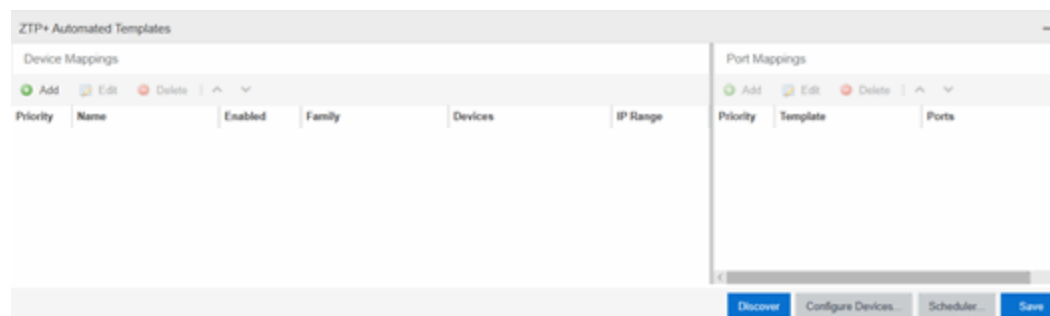 ZTP+ Automated Templates
Device Mappings
Port Mappings
Add Edit Delete
Add Edit Delete
Priority Name Enabled Family Devices IP Range
Priority Template Ports
Discover Configure Devices... Scheduler... Save